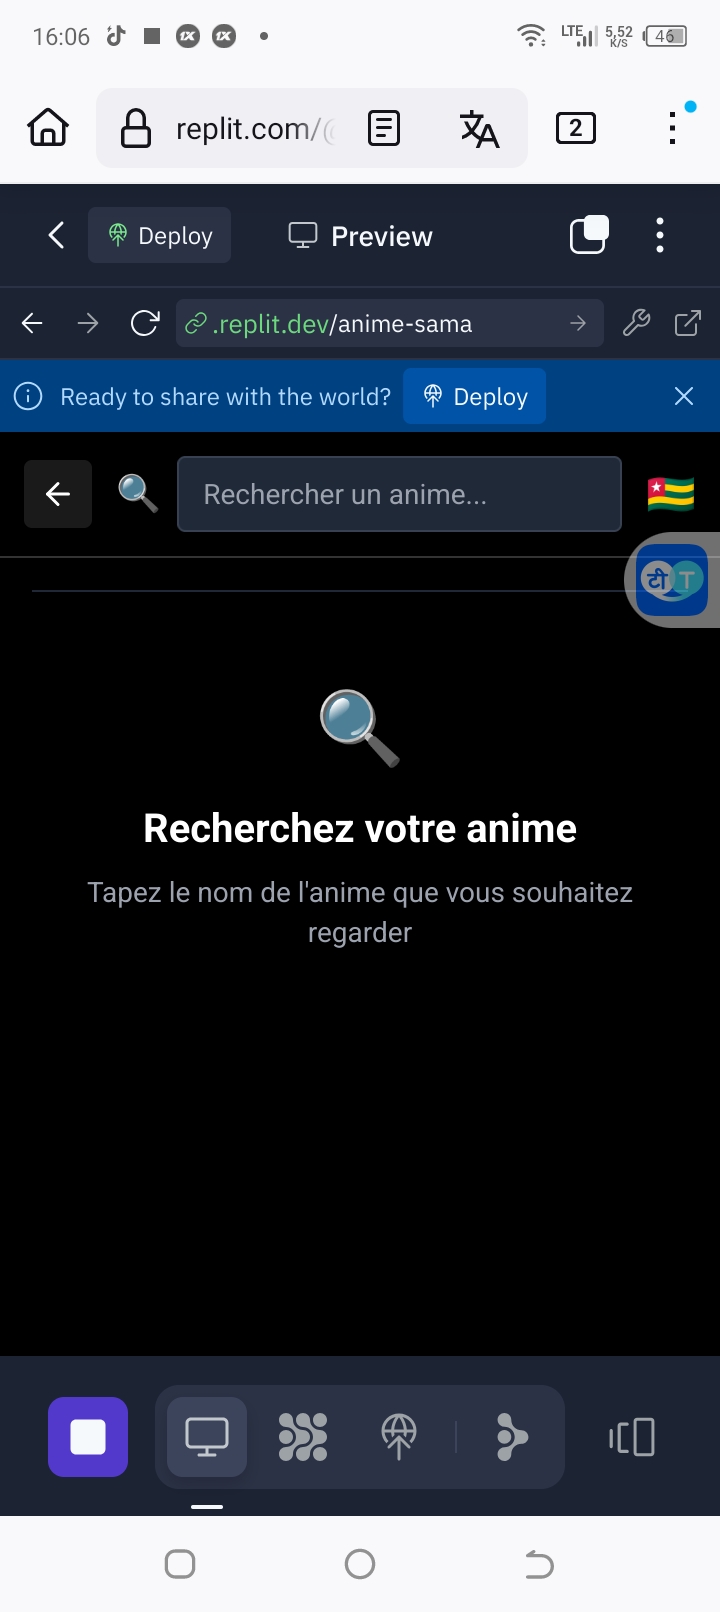 16:06
LTE
5,52
K/S
46
replit.com/
2
Deploy
Preview
.replit.dev/anime-sama
Ready to share with the world?
Deploy
Rechercher un anime...
टी T
Recherchez votre anime
Tapez le nom de l'anime que vous souhaitez
regarder